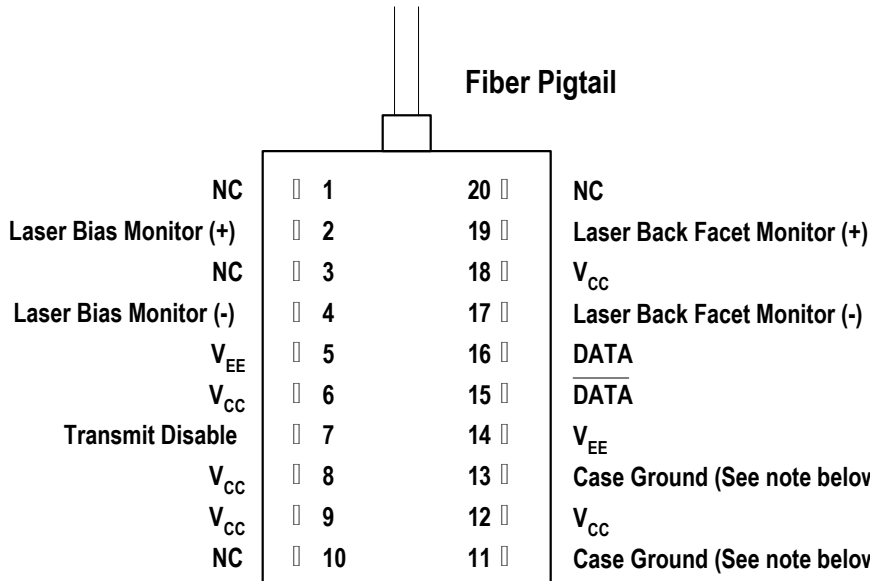 Fiber Pigtail
NC 1 20 NC
Laser Bias Monitor (+) 2 19 Laser Back Facet Monitor (+)
NC 3 18 VCC
Laser Bias Monitor (-) 4 17 Laser Back Facet Monitor (-)
VEE 5 16 DATA
VCC 6 15 DATA
Transmit Disable 7 14 VEE
VCC 8 13 Case Ground (See note below
VCC 9 12 VCC
NC 10 11 Case Ground (See note below